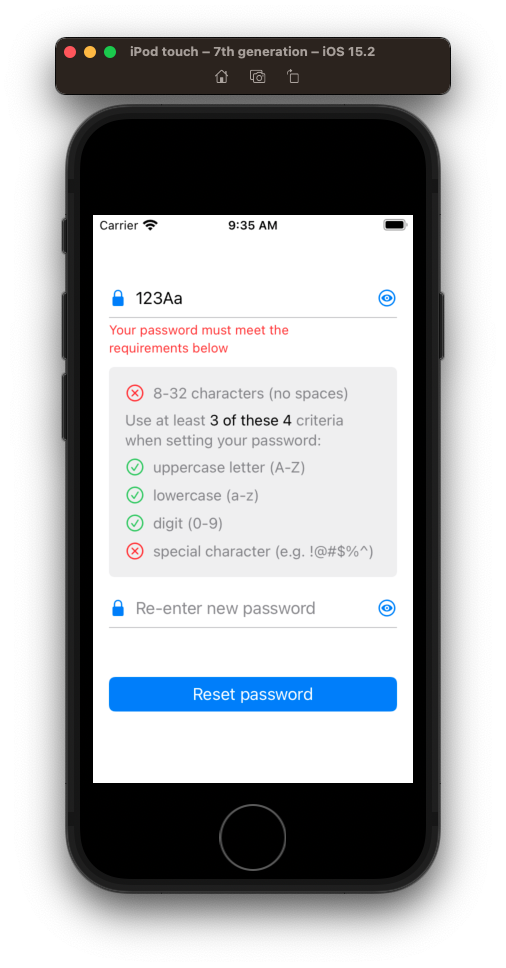 iPod touch – 7th generation – iOS 15.2
Carrier 9:35 AM
123Aa
Your password must meet the
requirements below
8-32 characters (no spaces)
Use at least 3 of these 4 criteria
when setting your password:
uppercase letter (A-Z)
lowercase (a-z)
digit (0-9)
special character (e.g. !@#$%^)
Re-enter new password
Reset password